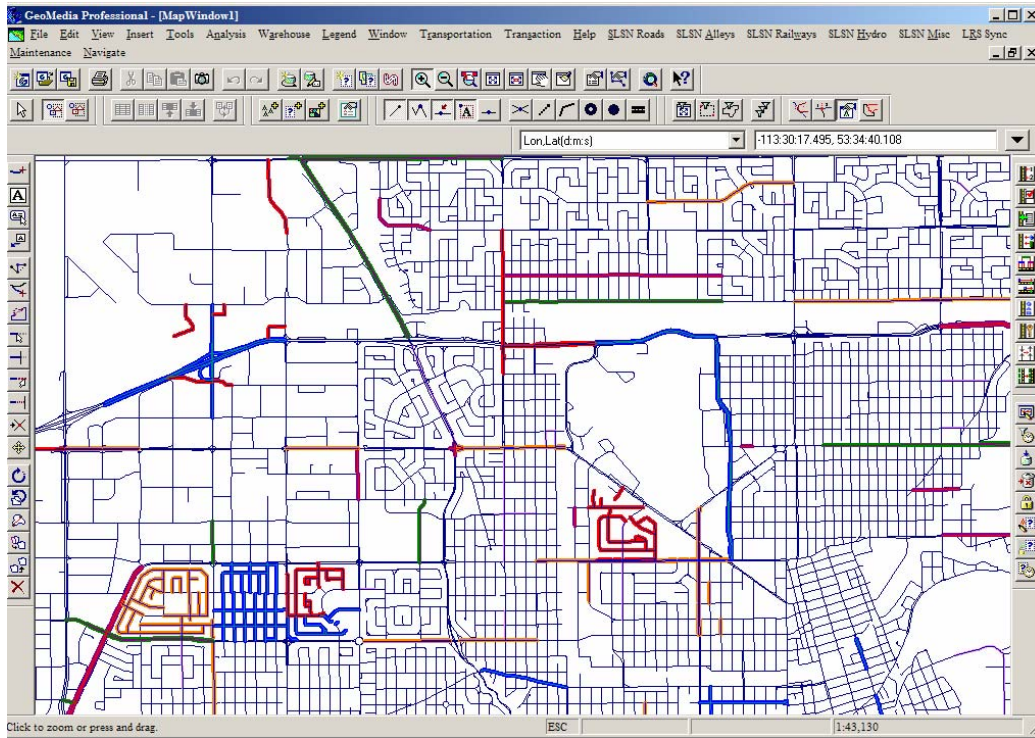 GeoMedia Professional - [MapWindow1]
File Edit View Insert Tools Analysis Warehouse Legend Window Transportation Transaction Help SLSN Roads SLSN Alleys SLSN Railways SLSN Hydro SLSN Misc LRS Sync
Maintenance Navigate
Lon,Lat(d:m:s) -113:30:17.495, 53:34:40.108
Click to zoom or press and drag. ESC 1:43,130